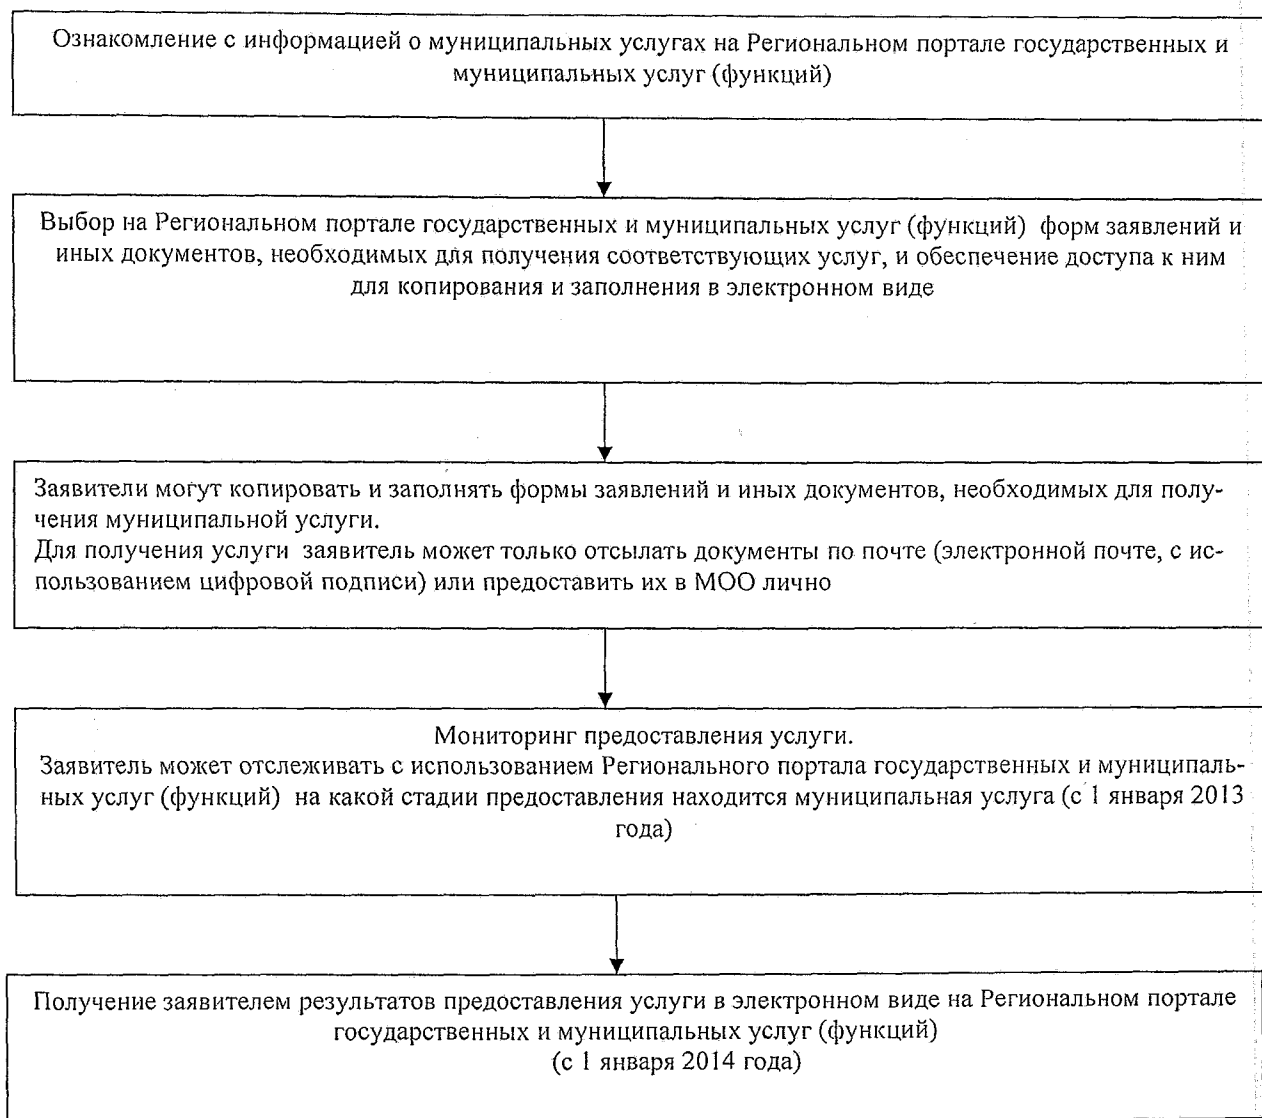 Ознакомление с информацией о муниципальных услугах на Региональном портале государственных и
муниципальных услуг (функций)
Выбор на Региональном портале государственных и муниципальных услуг (функций) форм заявлений и
иных документов, необходимых для получения соответствующих услуг, и обеспечение доступа к ним
для копирования и заполнения в электронном виде
Заявители могут копировать и заполнять формы заявлений и иных документов, необходимых для полу-
чения муниципальной услуги.
Для получения услуги заявитель может только отсылать документы по почте (электронной почте, с ис-
пользованием цифровой подписи) или предоставить их в МОО лично
Мониторинг предоставления услуги.
Заявитель может отслеживать с использованием Регионального портала государственных и муниципаль-
ных услуг (функций) на какой стадии предоставления находится муниципальная услуга (с 1 января 2013
года)
Получение заявителем результатов предоставления услуги в электронном виде на Региональном портале
государственных и муниципальных услуг (функций)
(с 1 января 2014 года)